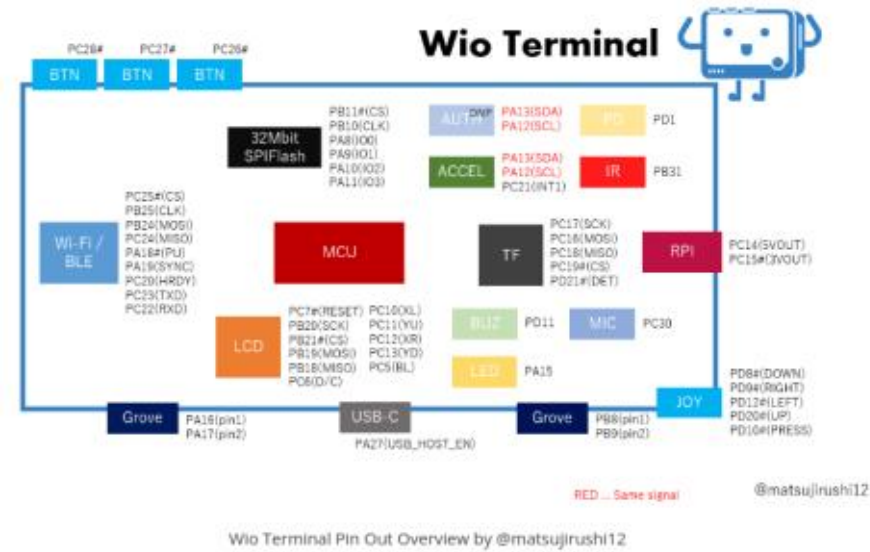 Wio Terminal
PC28# PC27# PC26#
BTN BTN BTN
32Mbit
SPIFlash
PB11#(CS)
PB10(CLK)
PA8(IO0)
PA9(IO1)
PA10(IO2)
PA11(IO3)
AUTH DNP
PA13(SDA)
PA12(SCL)
PD PD1
ACCEL
PA13(SDA)
PA12(SCL)
PC21(INT1)
IR PB31
Wi-Fi /
BLE
PC25#(CS)
PB25(CLK)
PB24(MOSI)
PC24(MISO)
PA18#(PU)
PA19(SYNC)
PC20(HRDY)
PC23(TXD)
PC22(RXD)
MCU
TF
PC17(SCK)
PC16(MOSI)
PC18(MISO)
PC19#(CS)
PD21#(DET)
RPI
PC14(5VOUT)
PC15#(3VOUT)
LCD
PC7#(RESET)
PB20(SCK)
PB21#(CS)
PB19(MOSI)
PB18(MISO)
PC6(D/C)
PC10(XL)
PC11(YU)
PC12(XR)
PC13(YD)
PC5(BL)
BUZ PD11
MIC PC30
LED PA15
JOY
PD8#(DOWN)
PD9#(RIGHT)
PD12#(LEFT)
PD20#(UP)
PD10#(PRESS)
Grove
PA16(pin1)
PA17(pin2)
USB-C
PA27(USB_HOST_EN)
Grove
PB8(pin1)
PB9(pin2)
RED ... Same signal
@matsujirushi12
Wio Terminal Pin Out Overview by @matsujirushi12